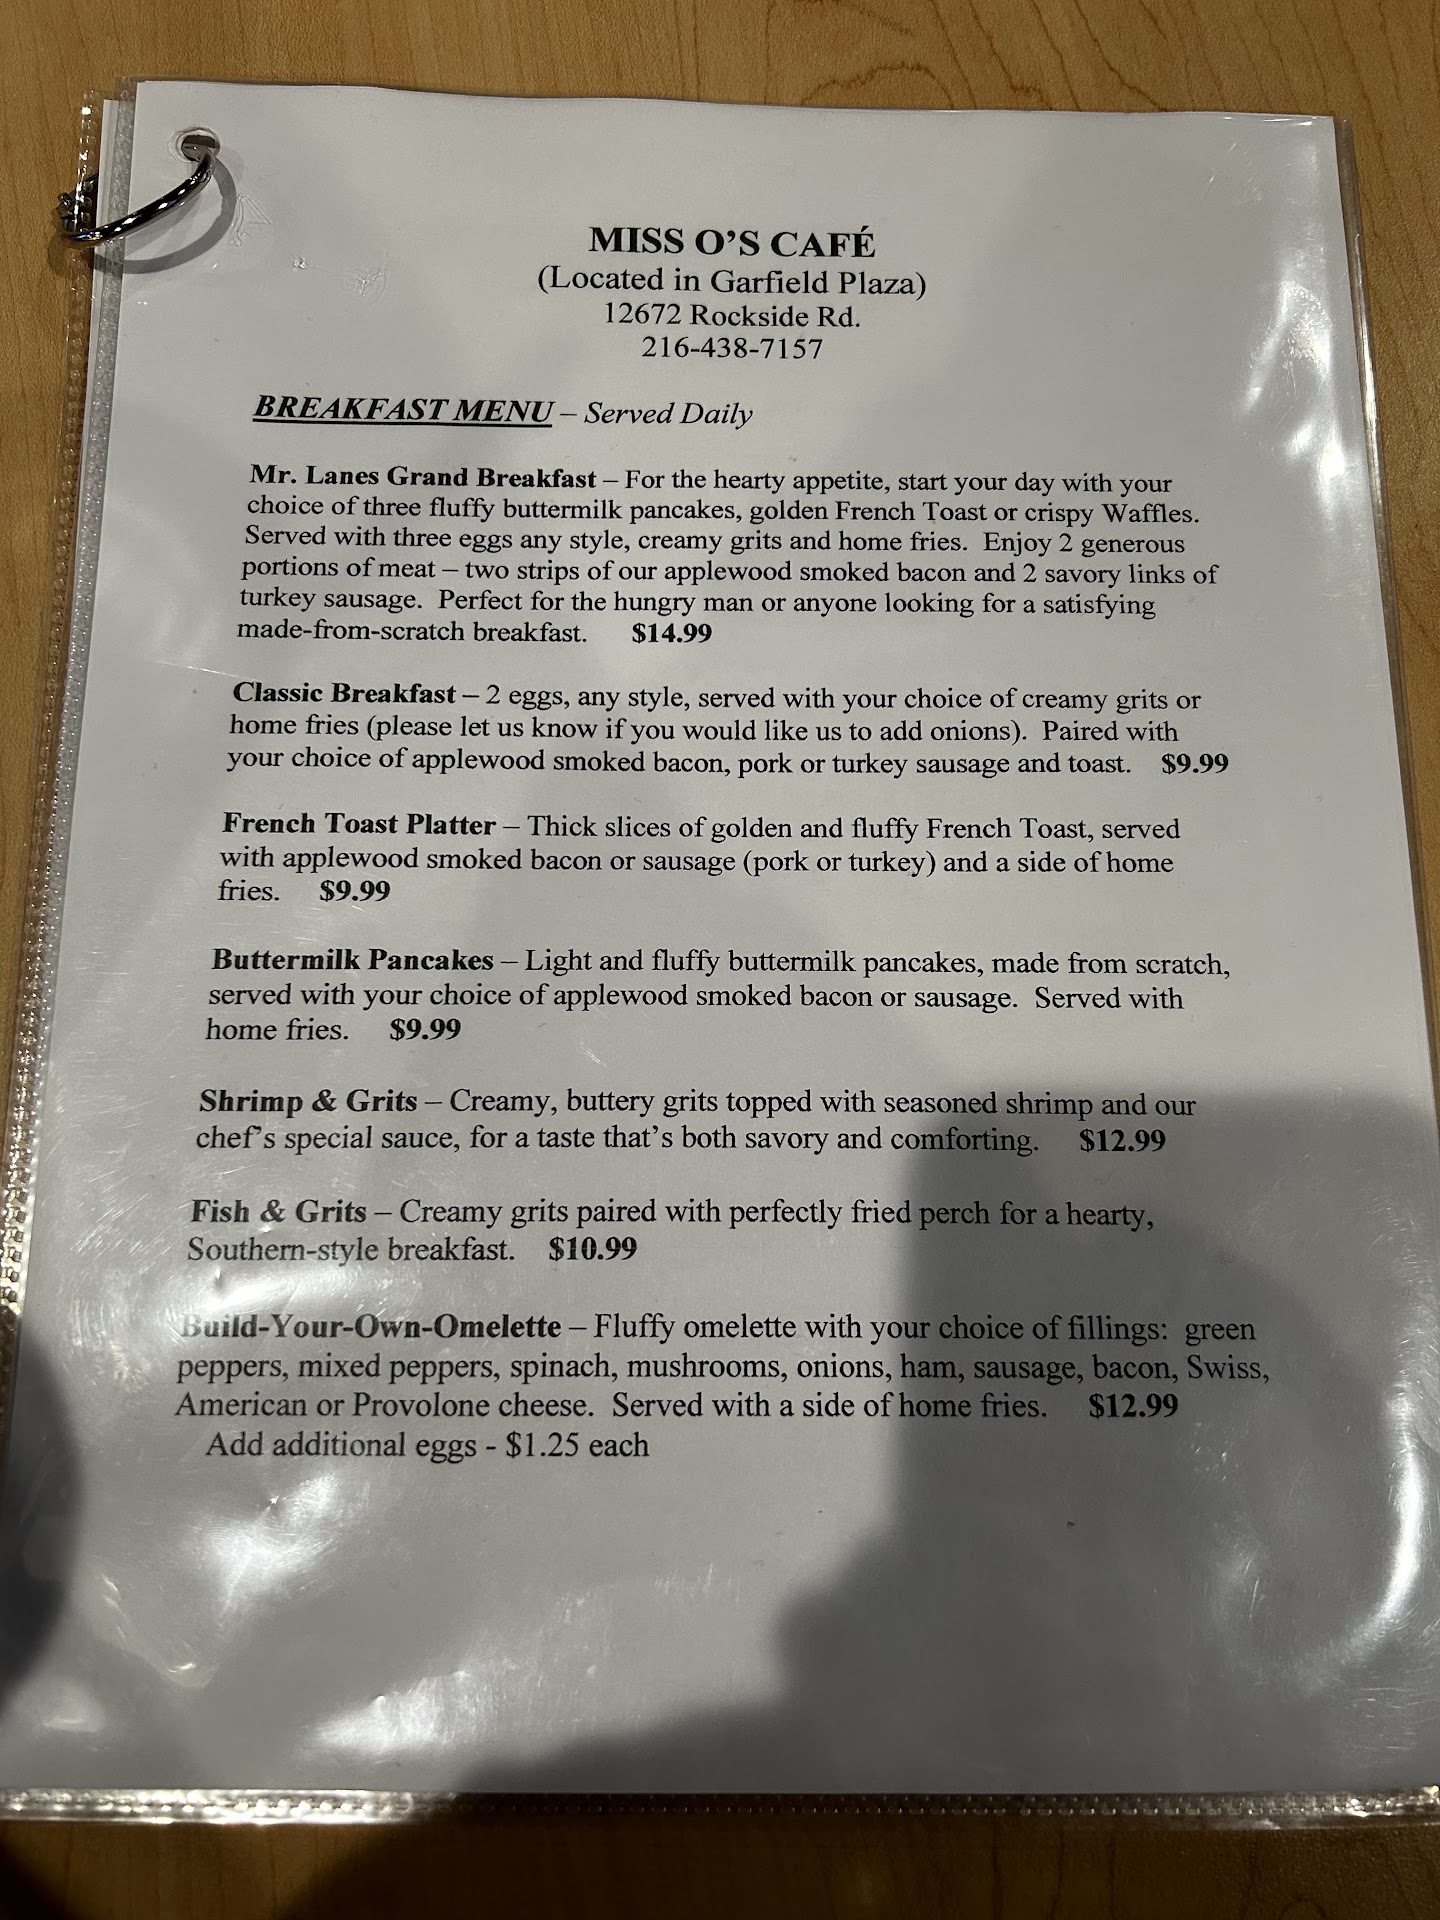 MISS O'S CAFÉ
(Located in Garfield Plaza)
12672 Rockside Rd.
216-438-7157
BREAKFAST MENU – Served Daily
Mr. Lanes Grand Breakfast – For the hearty appetite, start your day with your
choice of three fluffy buttermilk pancakes, golden French Toast or crispy Waffles.
Served with three eggs any style, creamy grits and home fries. Enjoy 2 generous
portions of meat – two strips of our applewood smoked bacon and 2 savory links of
turkey sausage. Perfect for the hungry man or anyone looking for a satisfying
made-from-scratch breakfast. $14.99
Classic Breakfast – 2 eggs, any style, served with your choice of creamy grits or
home fries (please let us know if you would like us to add onions). Paired with
your choice of applewood smoked bacon, pork or turkey sausage and toast. $9.99
French Toast Platter – Thick slices of golden and fluffy French Toast, served
with applewood smoked bacon or sausage (pork or turkey) and a side of home
fries. $9.99
Buttermilk Pancakes – Light and fluffy buttermilk pancakes, made from scratch,
served with your choice of applewood smoked bacon or sausage. Served with
home fries. $9.99
Shrimp & Grits – Creamy, buttery grits topped with seasoned shrimp and our
chef's special sauce, for a taste that's both savory and comforting. $12.99
Fish & Grits – Creamy grits paired with perfectly fried perch for a hearty,
Southern-style breakfast. $10.99
Build-Your-Own-Omelette – Fluffy omelette with your choice of fillings: green
peppers, mixed peppers, spinach, mushrooms, onions, ham, sausage, bacon, Swiss,
American or Provolone cheese. Served with a side of home fries. $12.99
Add additional eggs - $1.25 each